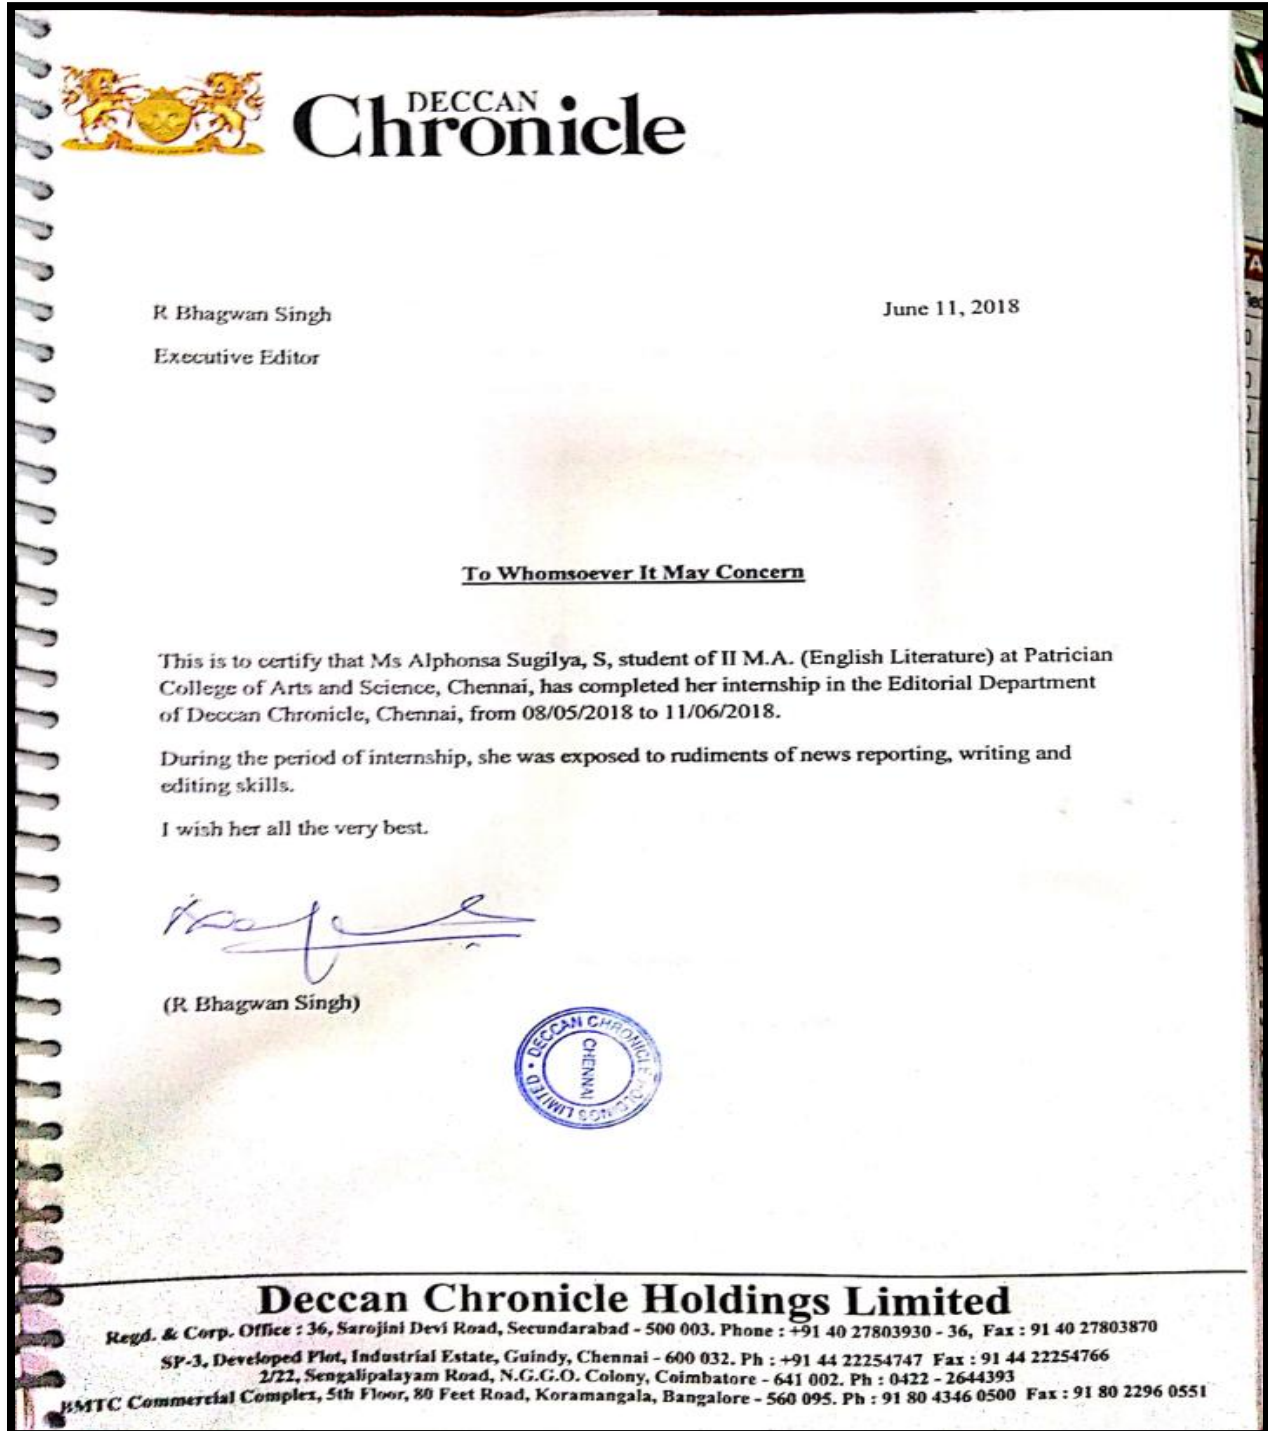 DECCAN
Chronicle
R Bhagwan Singh
June 11, 2018
Executive Editor
To Whomsoever It May Concern
This is to certify that Ms Alphonsa Sugilya, S, student of II M.A. (English Literature) at Patrician
College of Arts and Science, Chennai, has completed her internship in the Editorial Department
of Deccan Chronicle, Chennai, from 08/05/2018 to 11/06/2018.
During the period of internship, she was exposed to rudiments of news reporting, writing and
editing skills.
I wish her all the very best.
(R Bhagwan Singh)
DECCAN CHRONICLE HOLDINGS LIMITED
CHENNAI
Deccan Chronicle Holdings Limited
Regd. & Corp. Office : 36, Sarojini Devi Road, Secundarabad - 500 003. Phone : +91 40 27803930 - 36, Fax : 91 40 27803870
SP-3, Developed Plot, Industrial Estate, Guindy, Chennai - 600 032. Ph : +91 44 22254747 Fax : 91 44 22254766
2/22, Sengalipalayam Road, N.G.G.O. Colony, Coimbatore - 641 002. Ph : 0422 - 2644393
BMTC Commercial Complex, 5th Floor, 80 Feet Road, Koramangala, Bangalore - 560 095. Ph : 91 80 4346 0500 Fax : 91 80 2296 0551